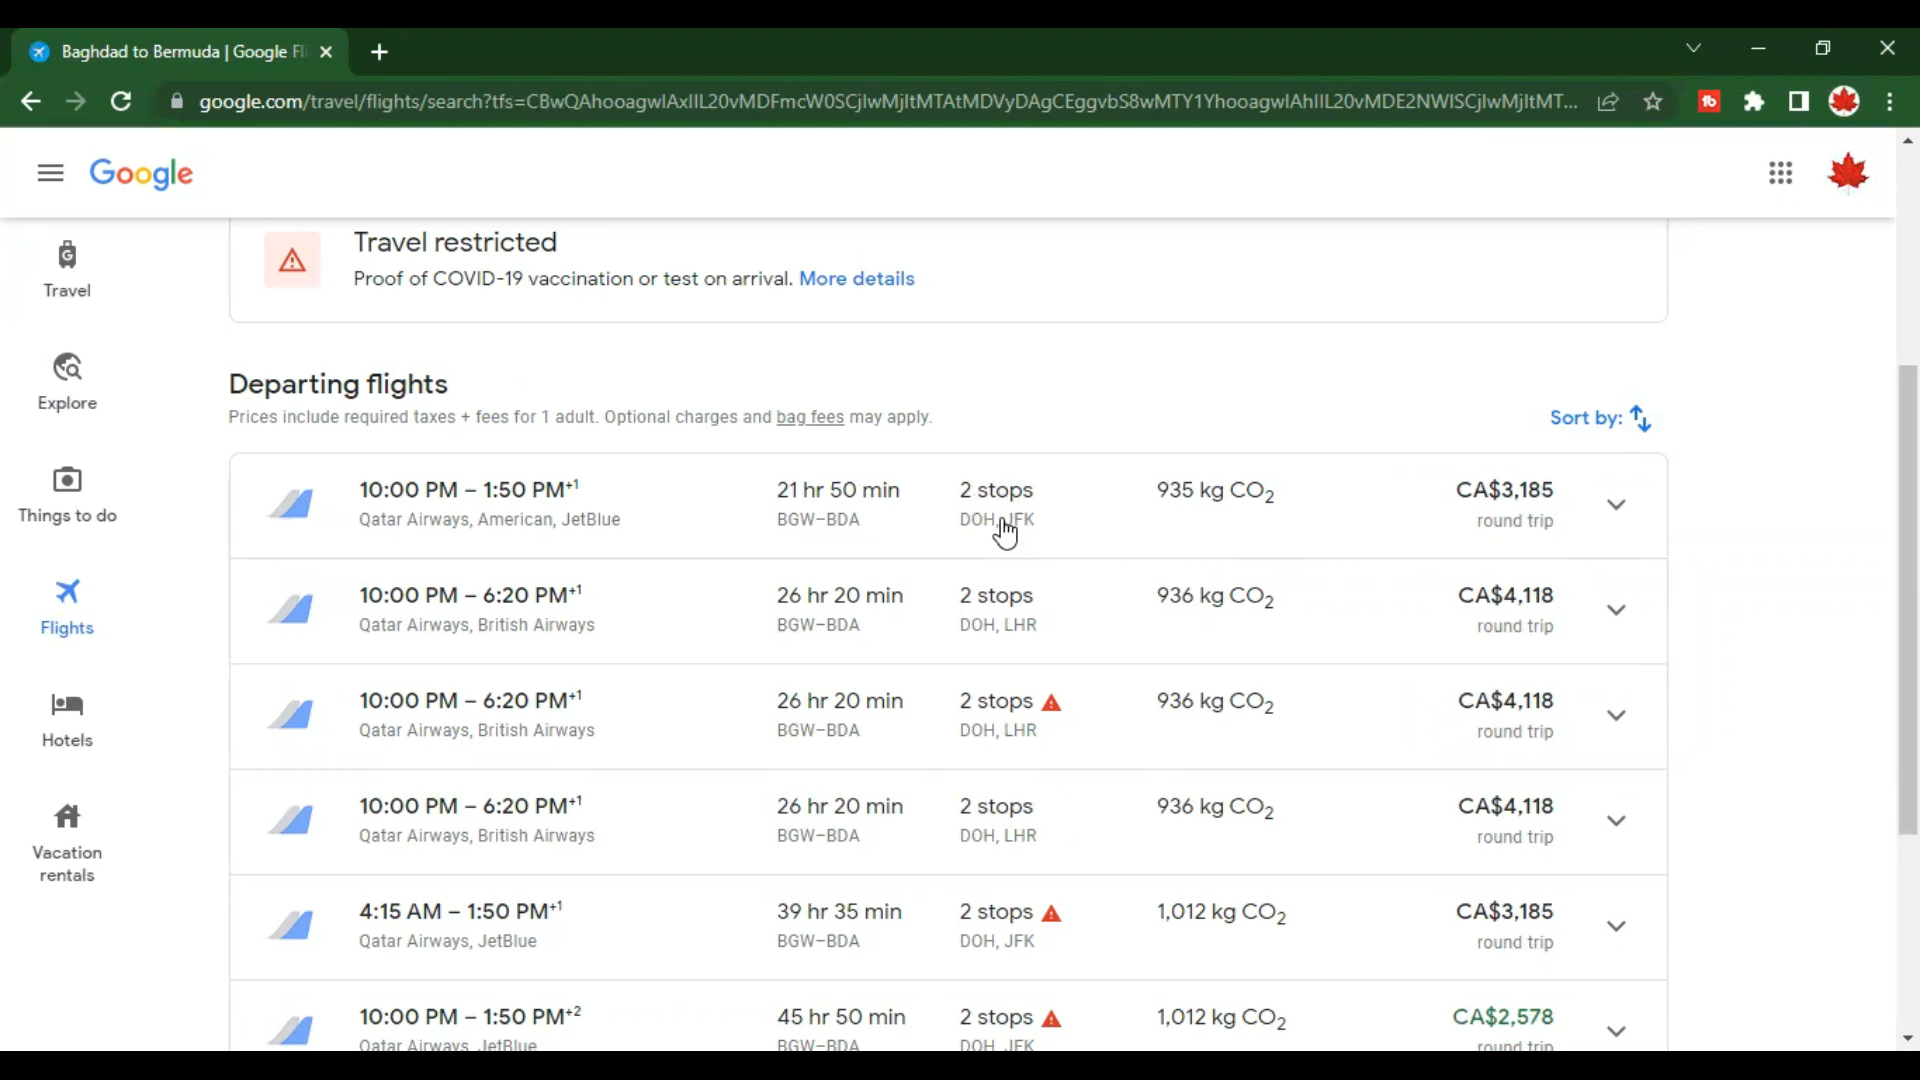 Baghdad to Bermuda | Google Fl
google.com/travel/flights/search?tfs=CBwQAhooagwIAxIIL20vMDFmcW0SCjIwMjItMTAtMDVyDAgCEggvbS8wMTY1YhooagwIAhIIL20vMDE2NWISCjIwMjItMT...
Google
Travel
Explore
Things to do
Flights
Hotels
Vacation
rentals
Travel restricted
Proof of COVID-19 vaccination or test on arrival. More details
Departing flights
Prices include required taxes + fees for 1 adult. Optional charges and bag fees may apply.
Sort by:
10:00 PM – 1:50 PM+1 21 hr 50 min 2 stops 935 kg CO2 CA$3,185
Qatar Airways, American, JetBlue BGW–BDA DOH, JFK round trip
10:00 PM – 6:20 PM+1 26 hr 20 min 2 stops 936 kg CO2 CA$4,118
Qatar Airways, British Airways BGW–BDA DOH, LHR round trip
10:00 PM – 6:20 PM+1 26 hr 20 min 2 stops 936 kg CO2 CA$4,118
Qatar Airways, British Airways BGW–BDA DOH, LHR round trip
10:00 PM – 6:20 PM+1 26 hr 20 min 2 stops 936 kg CO2 CA$4,118
Qatar Airways, British Airways BGW–BDA DOH, LHR round trip
4:15 AM – 1:50 PM+1 39 hr 35 min 2 stops 1,012 kg CO2 CA$3,185
Qatar Airways, JetBlue BGW–BDA DOH, JFK round trip
10:00 PM – 1:50 PM+2 45 hr 50 min 2 stops 1,012 kg CO2 CA$2,578
Qatar Airways, JetBlue BGW–BDA DOH, JFK round trip